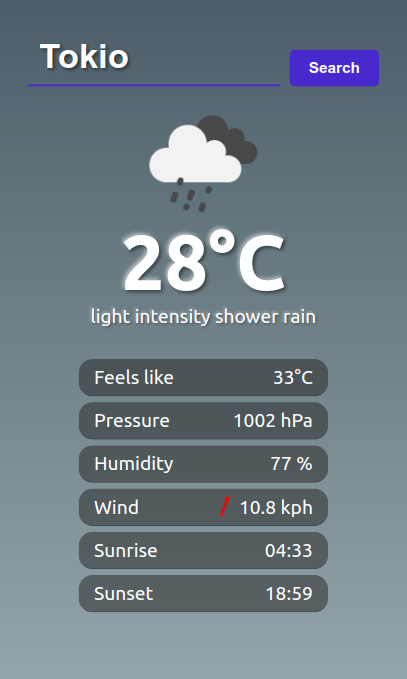 Tokio
Search
28°C
light intensity shower rain
Feels like 33°C
Pressure 1002 hPa
Humidity 77 %
Wind 10.8 kph
Sunrise 04:33
Sunset 18:59